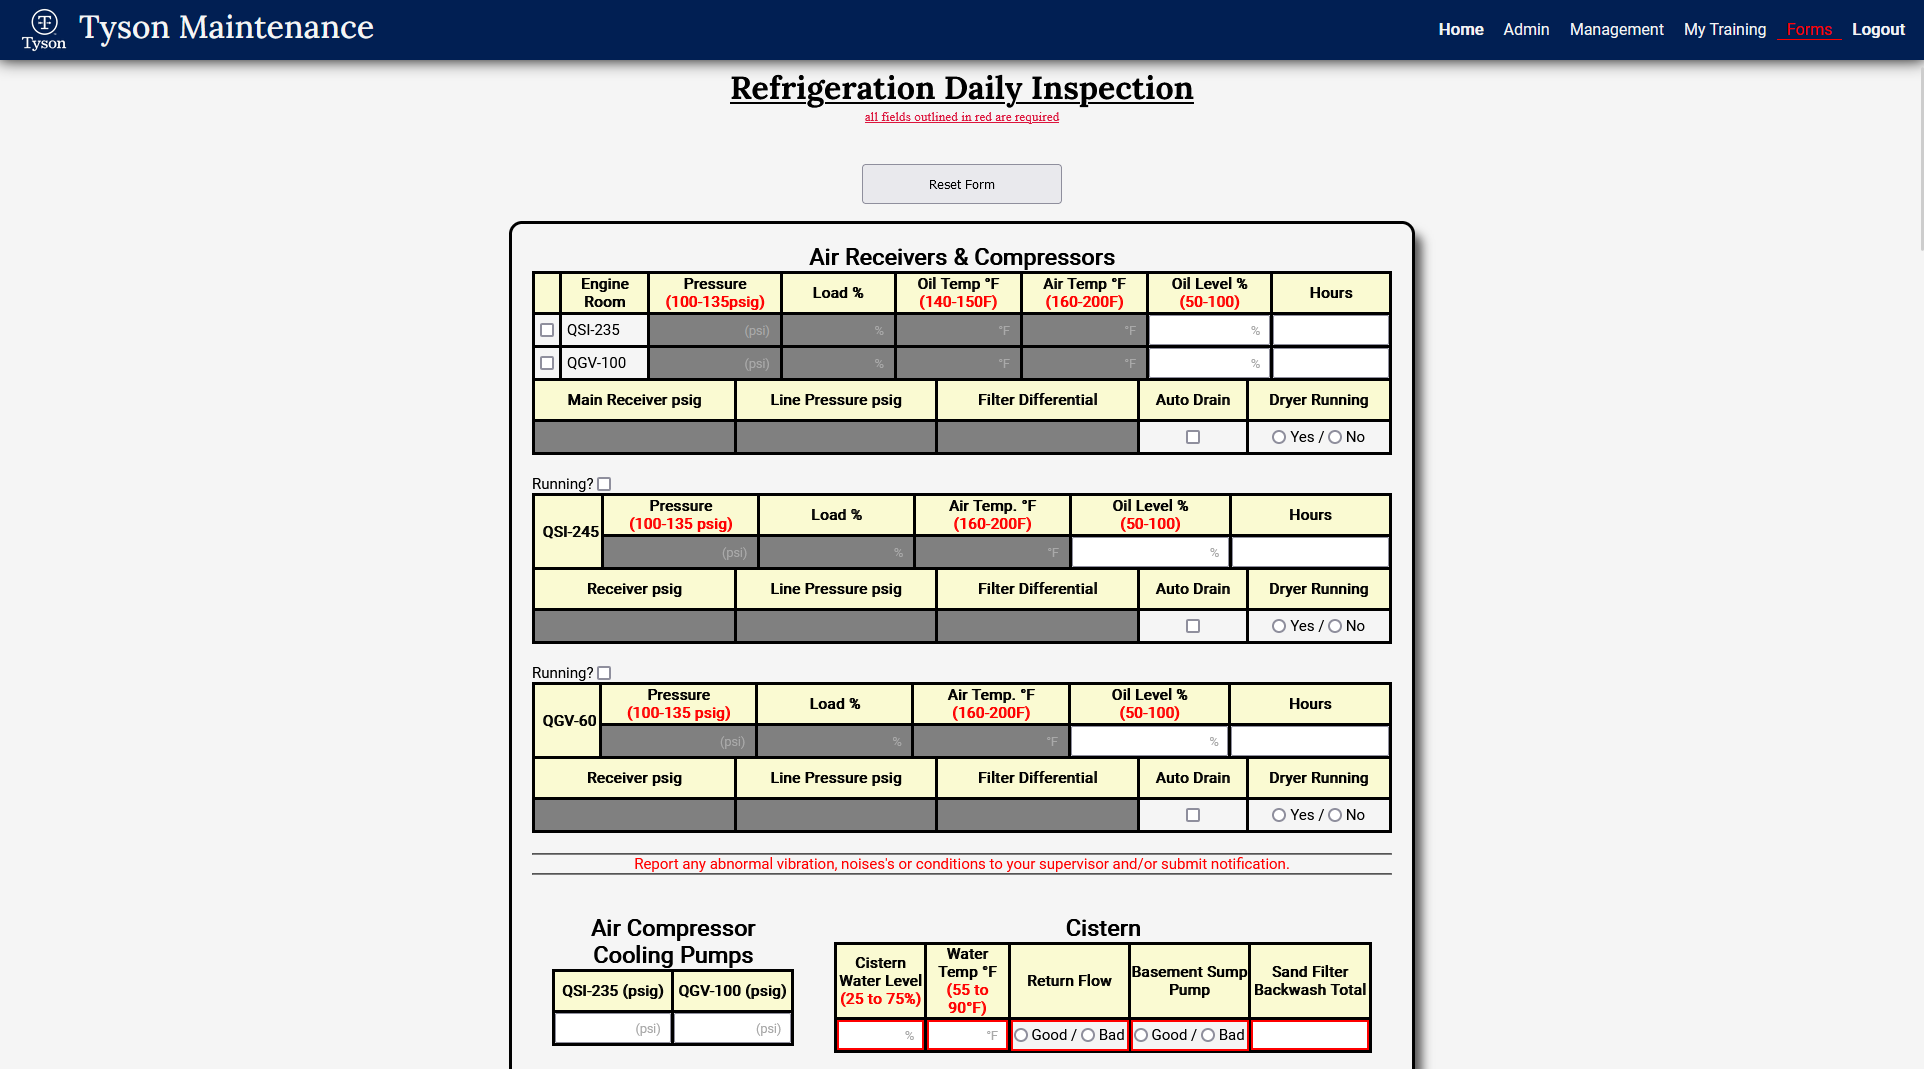 Tyson
Tyson Maintenance
Home Admin Management My Training Forms Logout
Refrigeration Daily Inspection
all fields outlined in red are required
Reset Form
Air Receivers & Compressors
Engine Room Pressure (100-135psig) Load % Oil Temp °F (140-150F) Air Temp °F (160-200F) Oil Level % (50-100) Hours
QSI-235 (psi) % °F °F %
QGV-100 (psi) % °F °F %
Main Receiver psig Line Pressure psig Filter Differential Auto Drain Dryer Running
Yes / No
Running?
QSI-245 Pressure (100-135 psig) Load % Air Temp. °F (160-200F) Oil Level % (50-100) Hours
(psi) % °F %
Receiver psig Line Pressure psig Filter Differential Auto Drain Dryer Running
Yes / No
Running?
QGV-60 Pressure (100-135 psig) Load % Air Temp. °F (160-200F) Oil Level % (50-100) Hours
(psi) % °F %
Receiver psig Line Pressure psig Filter Differential Auto Drain Dryer Running
Yes / No
Report any abnormal vibration, noises's or conditions to your supervisor and/or submit notification.
Air Compressor
Cooling Pumps
QSI-235 (psig) QGV-100 (psig)
(psi) (psi)
Cistern
Cistern Water Level (25 to 75%) Water Temp °F (55 to 90°F) Return Flow Basement Sump Pump Sand Filter Backwash Total
% °F Good / Bad Good / Bad